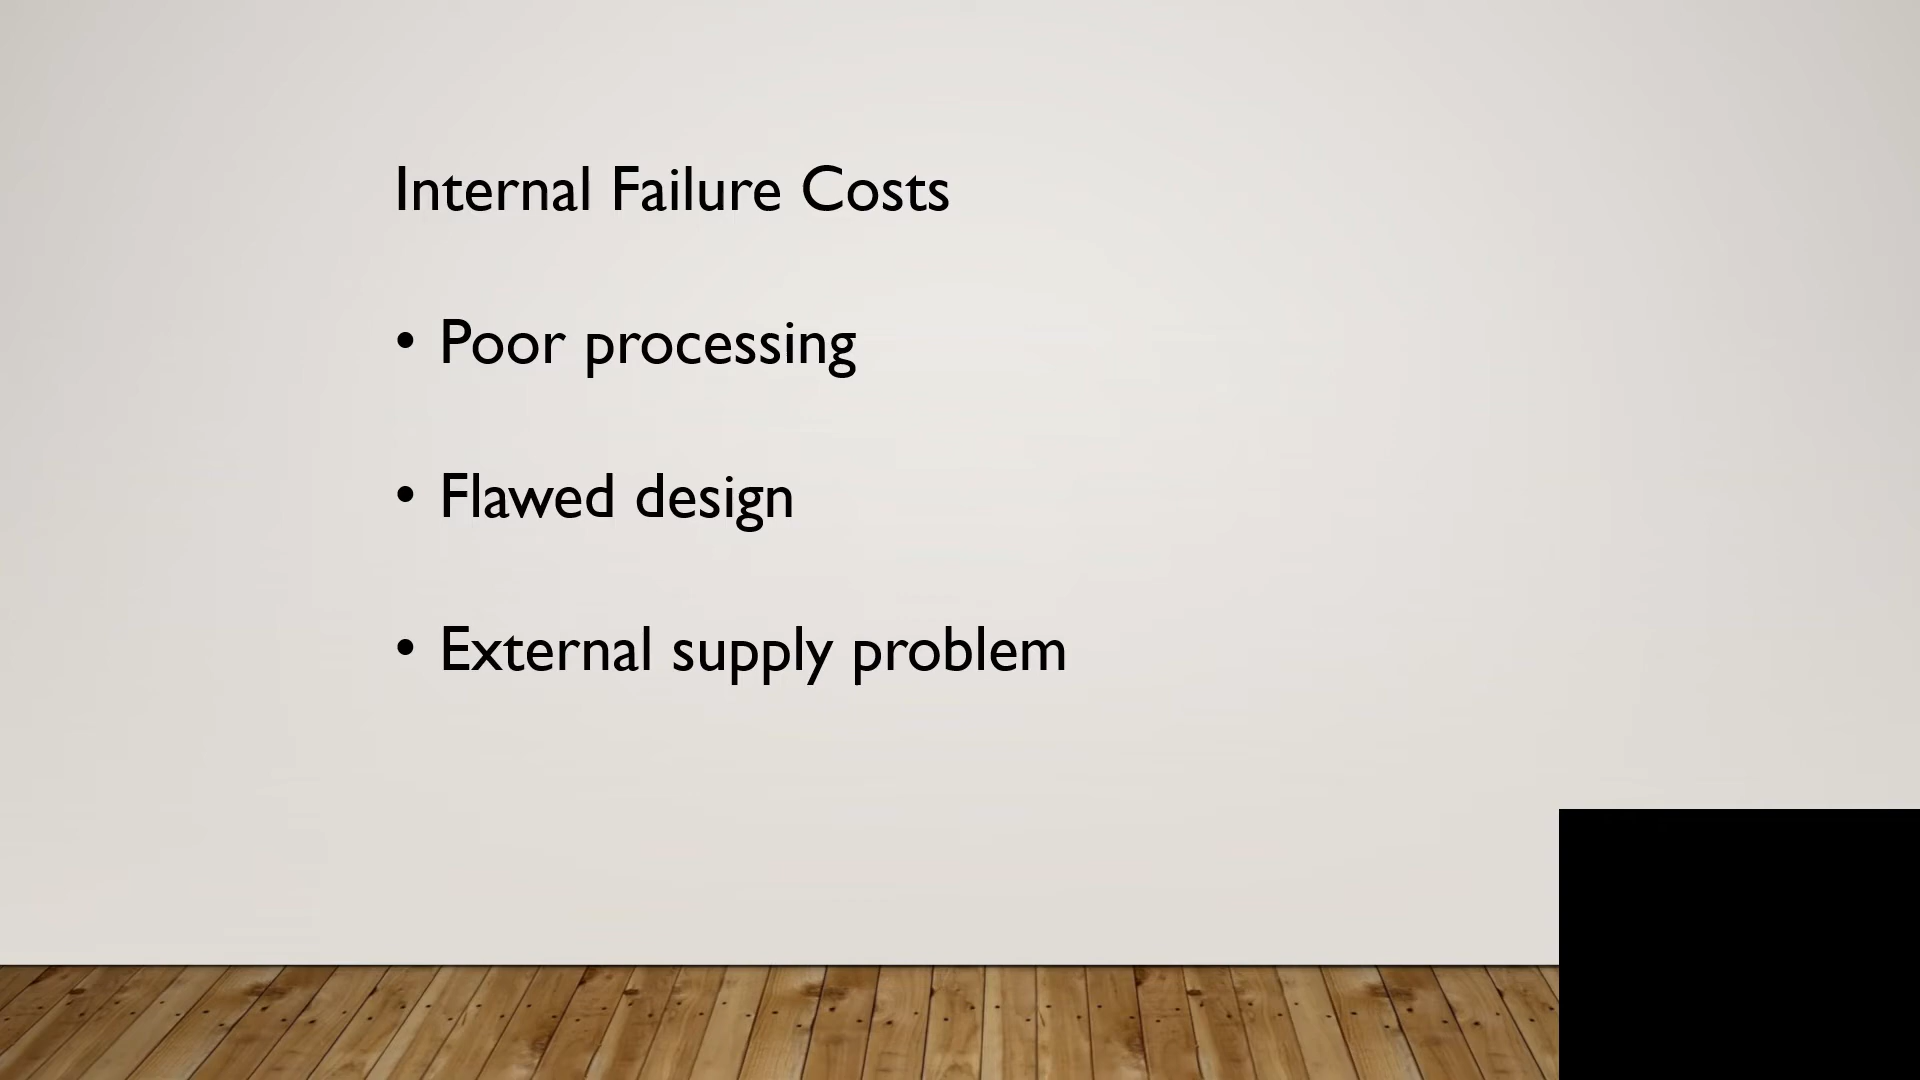 Internal Failure Costs
• Poor processing
• Flawed design
• External supply problem